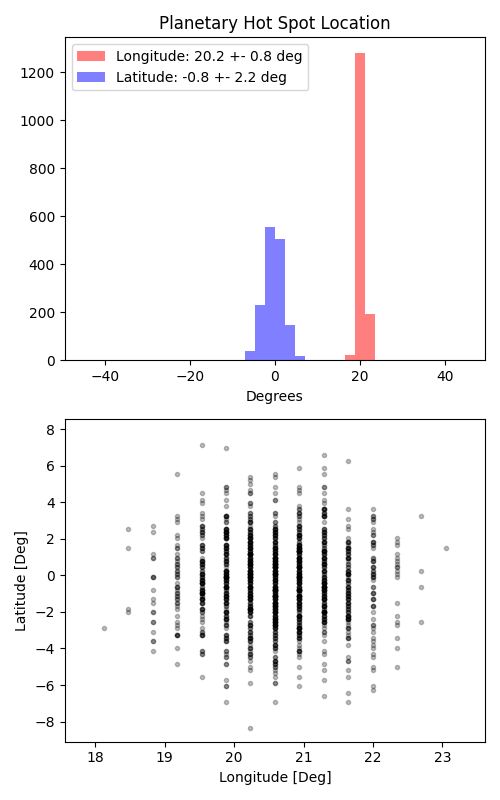 Planetary Hot Spot Location
Longitude: 20.2 +- 0.8 deg
Latitude: -0.8 +- 2.2 deg
1200
1000
800
600
400
200
0
−40 −20 0 20 40
Degrees
8
6
4
2
0
−2
−4
−6
−8
Latitude [Deg]
18 19 20 21 22 23
Longitude [Deg]